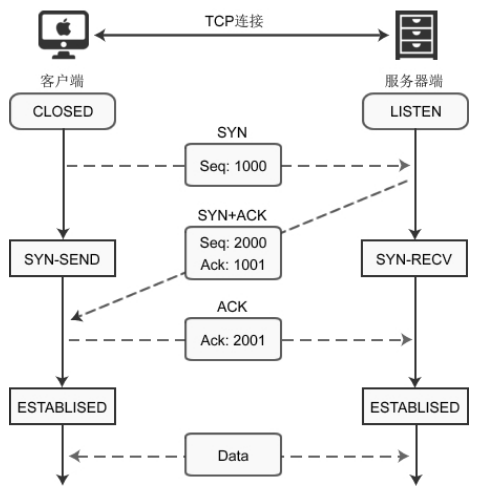 TCP连接
客户端
服务器端
CLOSED
LISTEN
SYN
Seq: 1000
SYN+ACK
Seq: 2000
Ack: 1001
SYN-SEND
SYN-RECV
ACK
Ack: 2001
ESTABLISED
ESTABLISED
Data